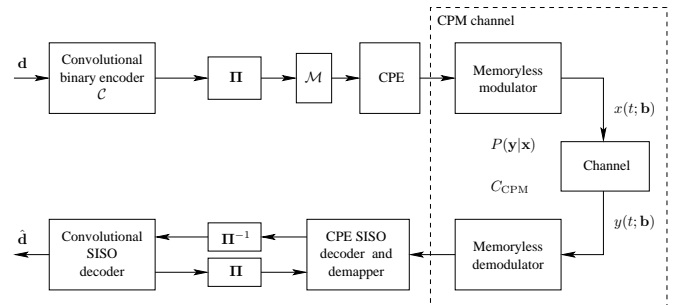 CPM channel
d
Convolutional
binary encoder
𝒞
Π
ℳ
CPE
Memoryless
modulator
x(t; b)
P(y|x)
Channel
C_CPM
y(t; b)
d̂
Convolutional
SISO
decoder
Π⁻¹
Π
CPE SISO
decoder and
demapper
Memoryless
demodulator